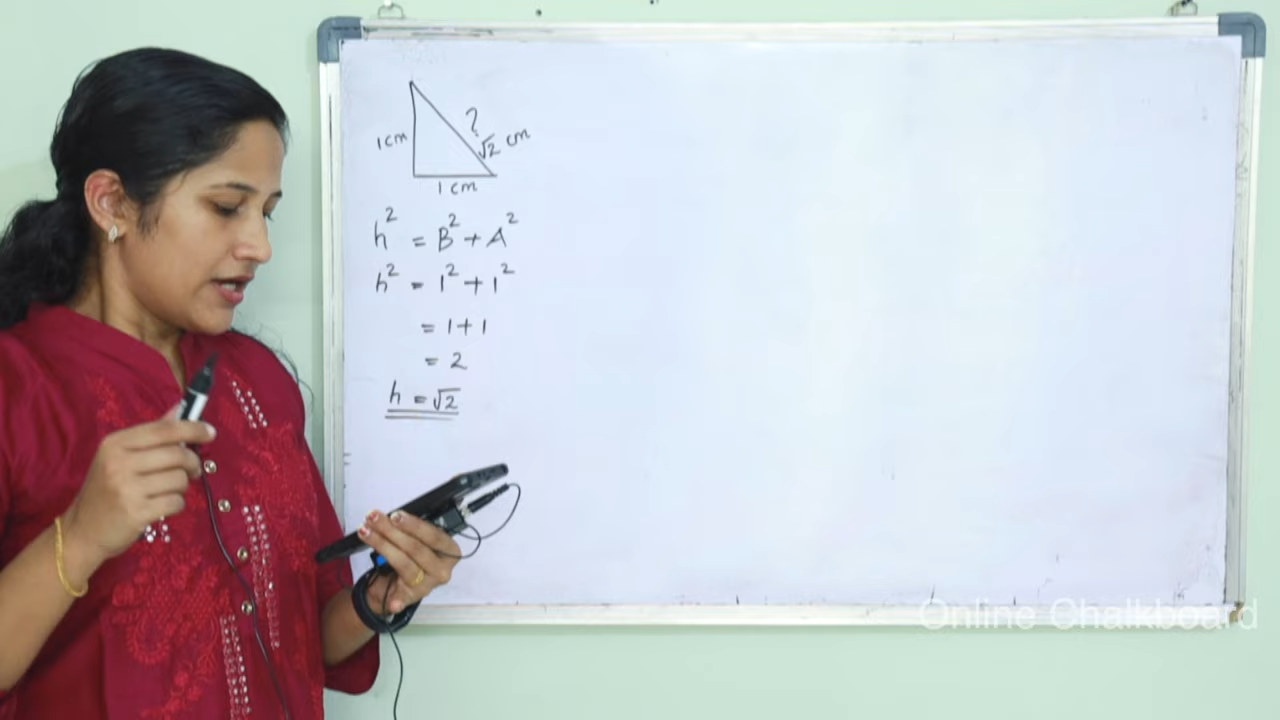 ?
1cm
√2 cm
1 cm
h² = B² + A²
h² = 1² + 1²
= 1 + 1
= 2
h = √2
Online Chalkboard